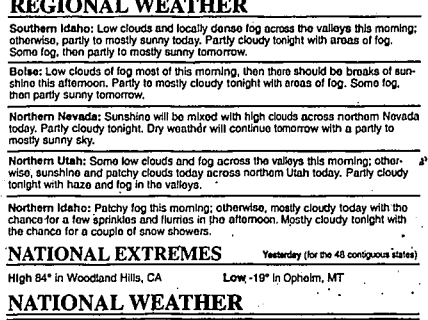 REGIONAL WEATHER
Southern Idaho: Low clouds and locally dense fog across the valleys this morning;
otherwise, partly to mostly sunny today. Partly cloudy tonight with areas of fog.
Some fog, then partly to mostly sunny tomorrow.
Boise: Low clouds of fog most of this morning, then there should be breaks of sun-
shine this afternoon. Partly to mostly cloudy tonight with areas of fog. Some fog,
then partly sunny tomorrow.
Northern Nevada: Sunshine will be mixed with high clouds across northern Nevada
today. Partly cloudy tonight. Dry weather will continue tomorrow with a partly to
mostly sunny sky.
Northern Utah: Some low clouds and fog across the valleys this morning; other-
wise, sunshine and patchy clouds today across northern Utah today. Partly cloudy
tonight with haze and fog in the valleys.
Northern Idaho: Patchy fog this morning; otherwise, mostly cloudy today with the
chance for a few sprinkles and flurries in the afternoon. Mostly cloudy tonight with
the chance for a couple of snow showers.
NATIONAL EXTREMES Yesterday (for the 48 contiguous states)
High 84° in Woodland Hills, CA Low -19° in Opheim, MT
NATIONAL WEATHER